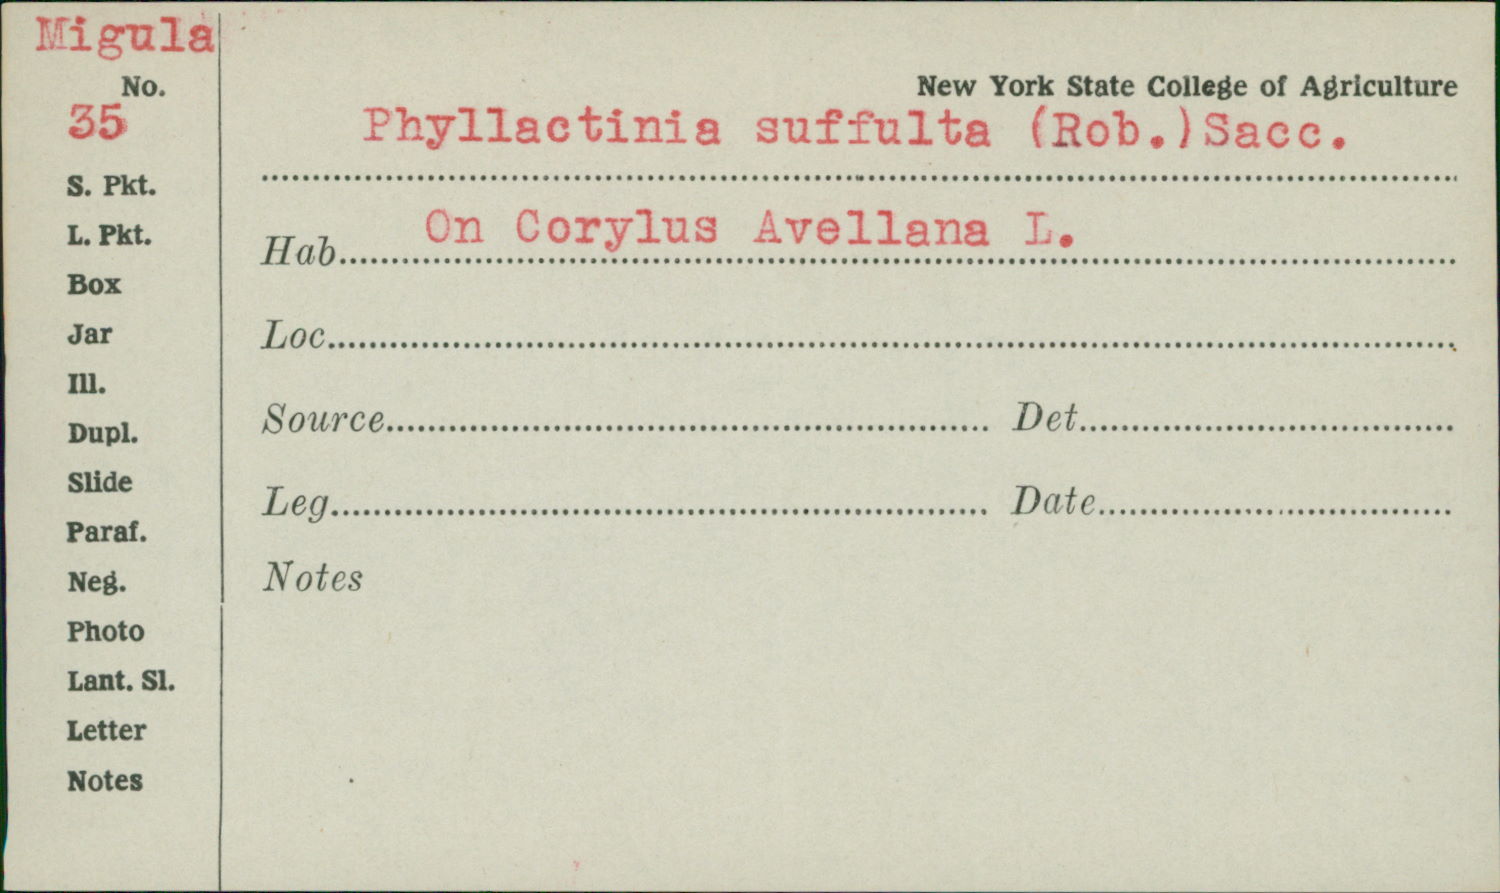 Migula
No.
35
S. Pkt.
L. Pkt.
Box
Jar
Ill.
Dupl.
Slide
Paraf.
Neg.
Photo
Lant. Sl.
Letter
Notes
New York State College of Agriculture
Phyllactinia suffulta (Rob.)Sacc.
Hab. On Corylus Avellana L.
Loc.
Source Det.
Leg. Date
Notes